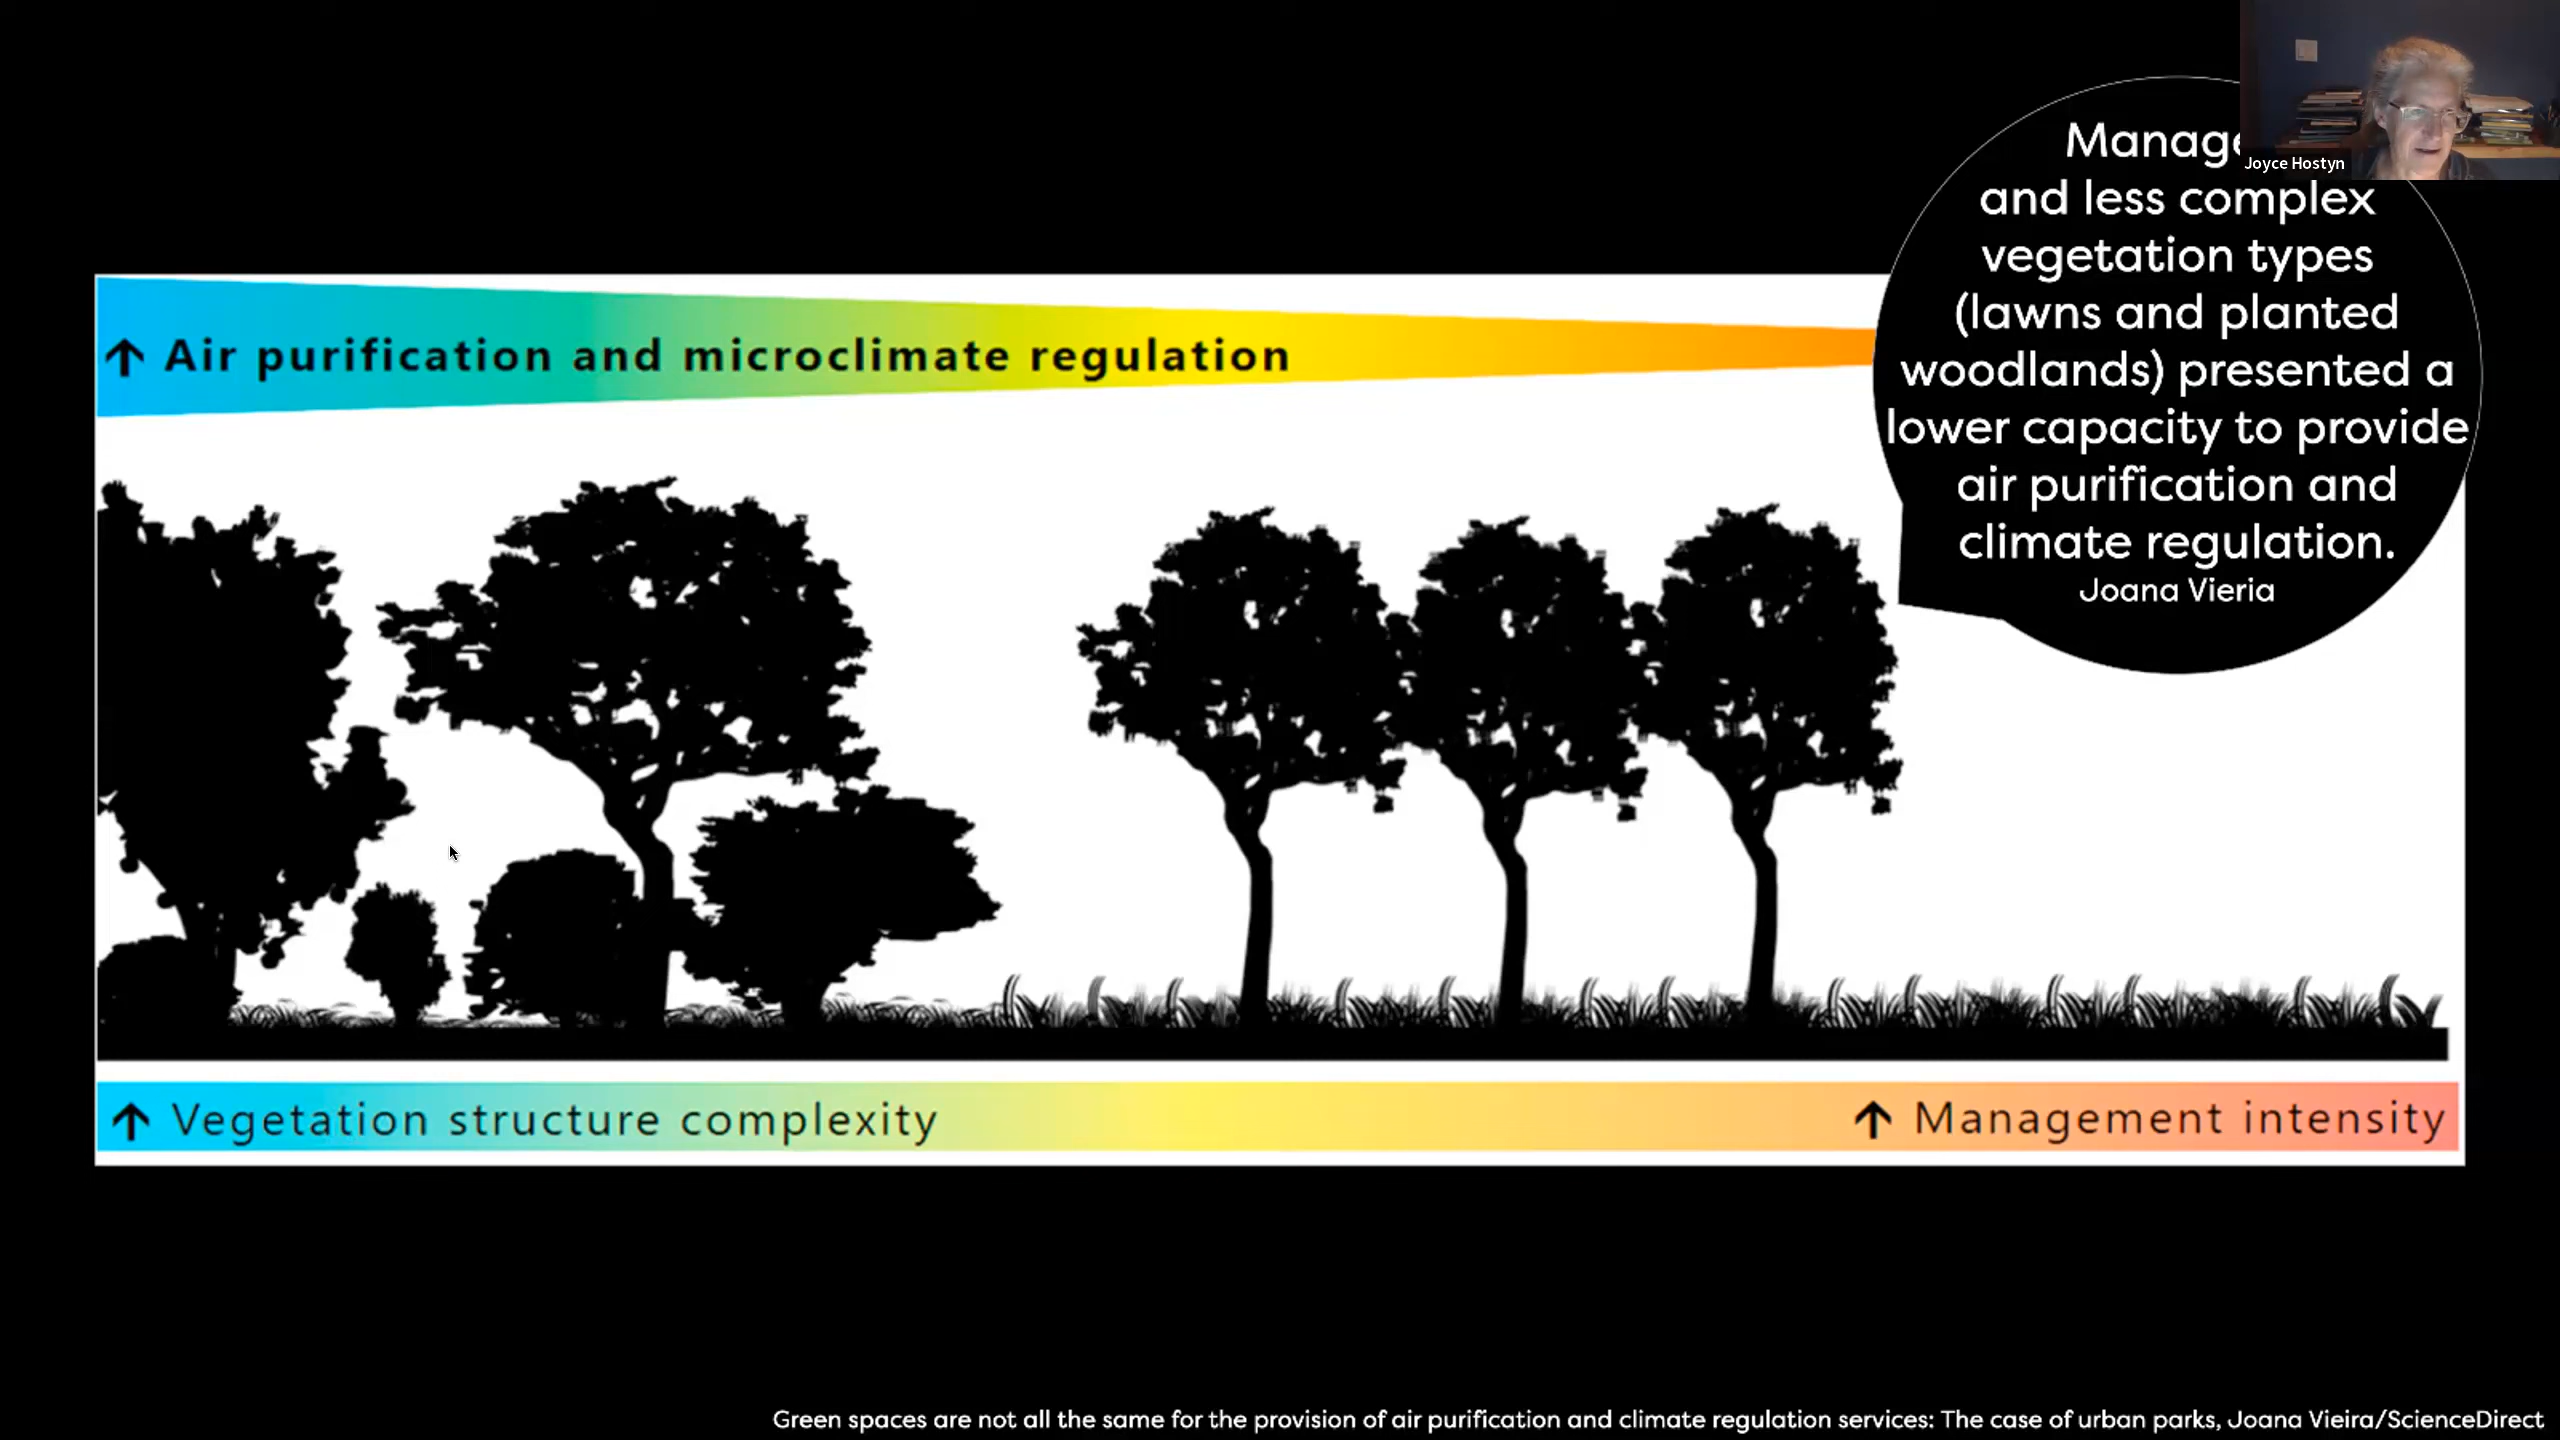 Joyce Hostyn
and less complex
vegetation types
(lawns and planted
woodlands) presented a
lower capacity to provide
air purification and
climate regulation.
Joana Vieria
↑ Air purification and microclimate regulation
↑ Vegetation structure complexity
↑ Management intensity
Green spaces are not all the same for the provision of air purification and climate regulation services: The case of urban parks, Joana Vieira/ScienceDirect